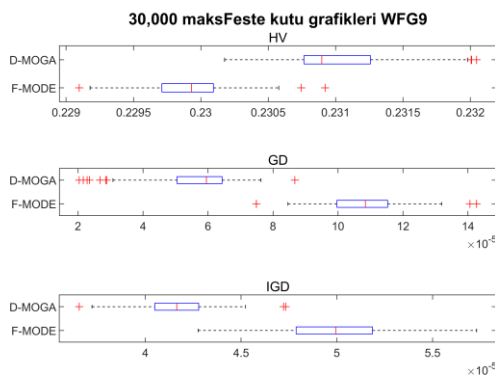 30,000 maksFeste kutu grafikleri WFG9
HV
D-MOGA
F-MODE
0.229 0.2295 0.23 0.2305 0.231 0.2315 0.232
GD
D-MOGA
F-MODE
2 4 6 8 10 12 14
×10⁻⁵
IGD
D-MOGA
F-MODE
4 4.5 5 5.5
×10⁻⁵